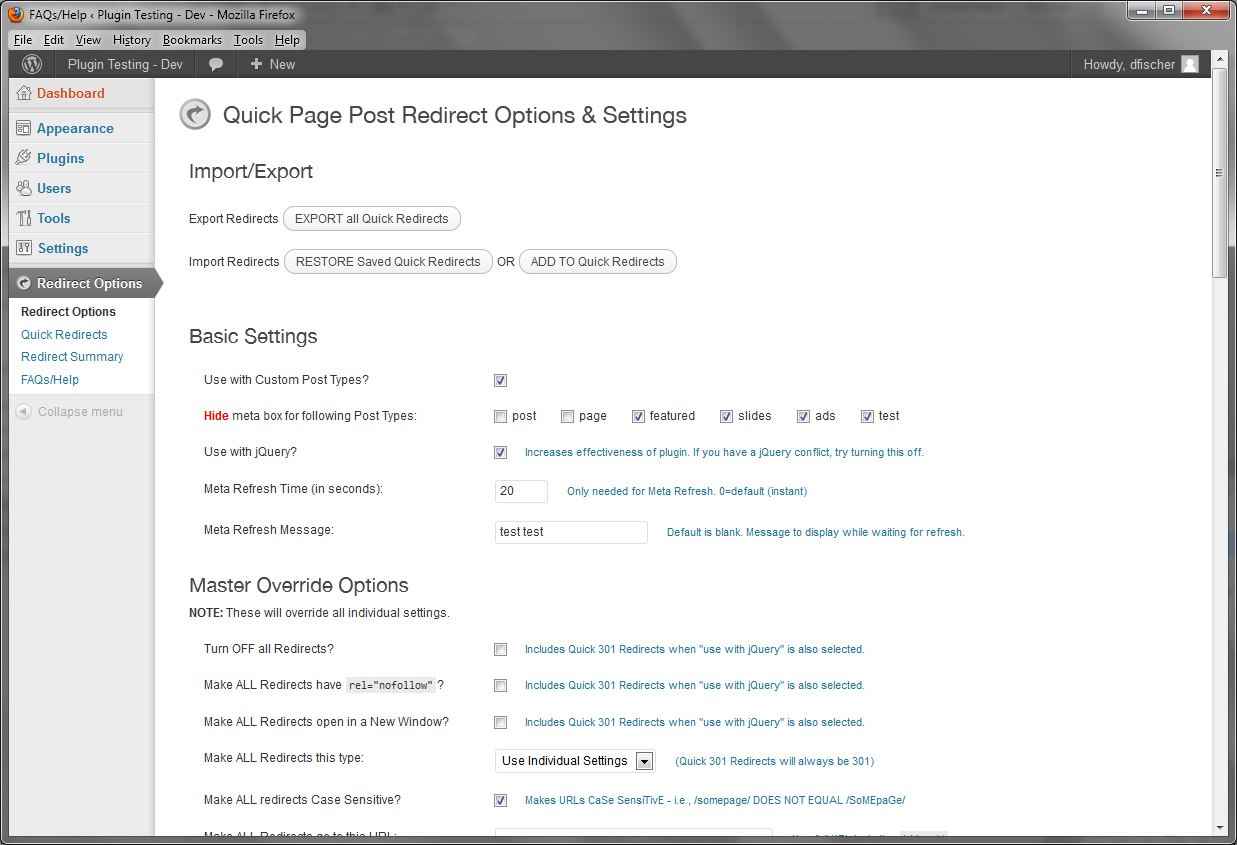 FAQs/Help ‹ Plugin Testing - Dev - Mozilla Firefox
File Edit View History Bookmarks Tools Help
Plugin Testing - Dev + New Howdy, dfischer
Dashboard
Appearance
Plugins
Users
Tools
Settings
Redirect Options
Redirect Options
Quick Redirects
Redirect Summary
FAQs/Help
Collapse menu
Quick Page Post Redirect Options & Settings
Import/Export
Export Redirects EXPORT all Quick Redirects
Import Redirects RESTORE Saved Quick Redirects OR ADD TO Quick Redirects
Basic Settings
Use with Custom Post Types?
Hide meta box for following Post Types: post page featured slides ads test
Use with jQuery? Increases effectiveness of plugin. If you have a jQuery conflict, try turning this off.
Meta Refresh Time (in seconds): 20 Only needed for Meta Refresh. 0=default (instant)
Meta Refresh Message: test test Default is blank. Message to display while waiting for refresh.
Master Override Options
NOTE: These will override all individual settings.
Turn OFF all Redirects? Includes Quick 301 Redirects when "use with jQuery" is also selected.
Make ALL Redirects have rel="nofollow" ? Includes Quick 301 Redirects when "use with jQuery" is also selected.
Make ALL Redirects open in a New Window? Includes Quick 301 Redirects when "use with jQuery" is also selected.
Make ALL Redirects this type: Use Individual Settings (Quick 301 Redirects will always be 301)
Make ALL redirects Case Sensitive? Makes URLs CaSe SensiTivE - i.e., /somepage/ DOES NOT EQUAL /SoMEpaGe/
Make ALL Redirects go to this URL: